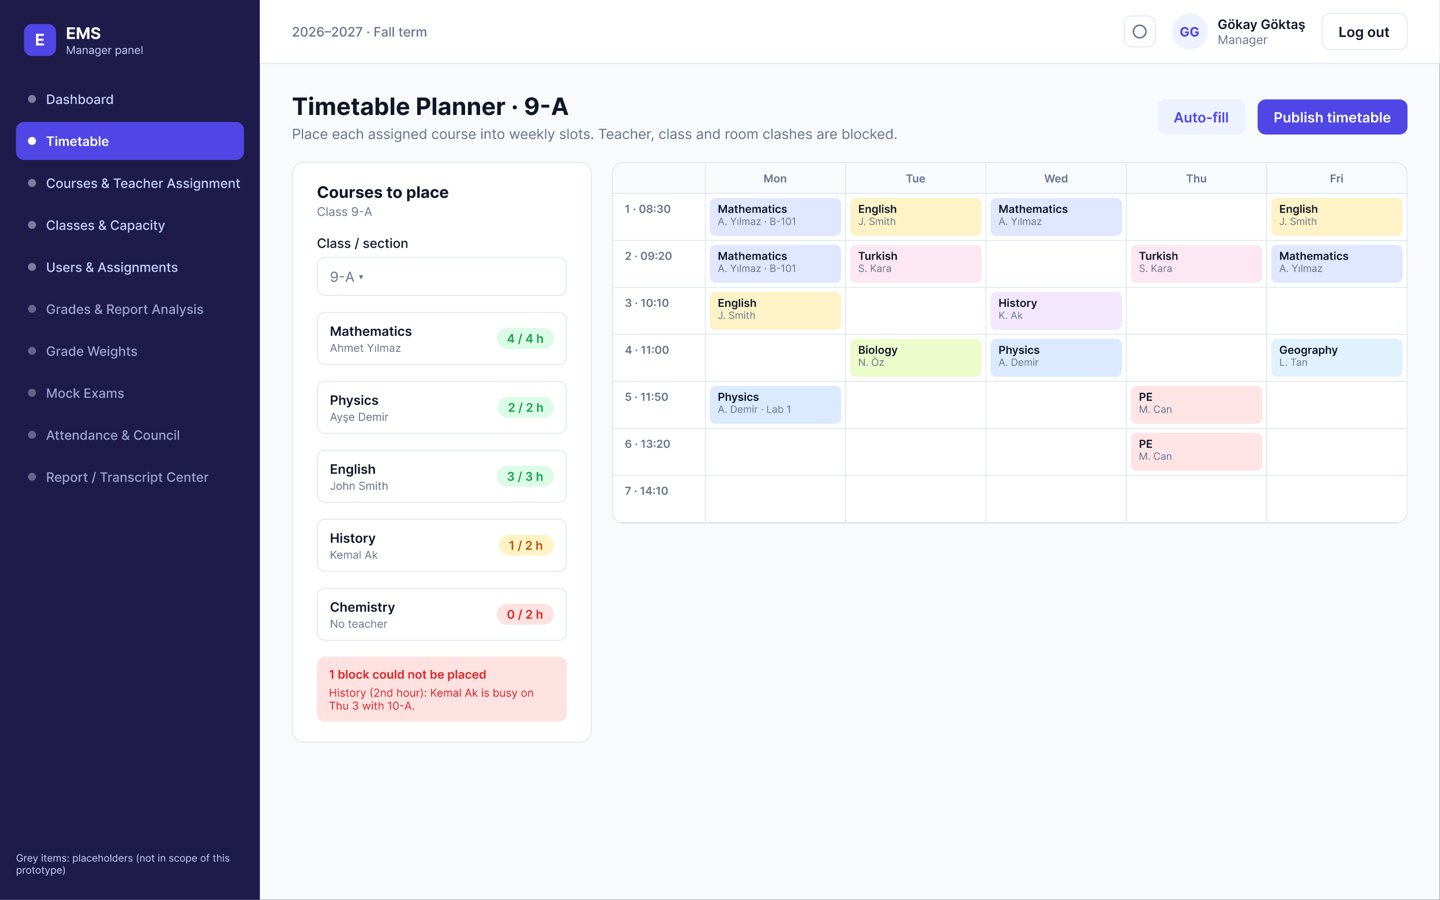 E
EMS
Manager panel
Dashboard
Timetable
Courses & Teacher Assignment
Classes & Capacity
Users & Assignments
Grades & Report Analysis
Grade Weights
Mock Exams
Attendance & Council
Report / Transcript Center
Grey items: placeholders (not in scope of this
prototype)
2026–2027 · Fall term
GG
Gökay Göktaş
Manager
Log out
Timetable Planner · 9-A
Place each assigned course into weekly slots. Teacher, class and room clashes are blocked.
Auto-fill
Publish timetable
Courses to place
Class 9-A
Class / section
9-A ▾
Mathematics
Ahmet Yılmaz
4 / 4 h
Physics
Ayşe Demir
2 / 2 h
English
John Smith
3 / 3 h
History
Kemal Ak
1 / 2 h
Chemistry
No teacher
0 / 2 h
1 block could not be placed
History (2nd hour): Kemal Ak is busy on
Thu 3 with 10-A.
Mon Tue Wed Thu Fri
1 · 08:30
Mathematics
A. Yılmaz · B-101
English
J. Smith
Mathematics
A. Yılmaz
English
J. Smith
2 · 09:20
Mathematics
A. Yılmaz · B-101
Turkish
S. Kara
Turkish
S. Kara
Mathematics
A. Yılmaz
3 · 10:10
English
J. Smith
History
K. Ak
4 · 11:00
Biology
N. Öz
Physics
A. Demir
Geography
L. Tan
5 · 11:50
Physics
A. Demir · Lab 1
PE
M. Can
6 · 13:20
PE
M. Can
7 · 14:10